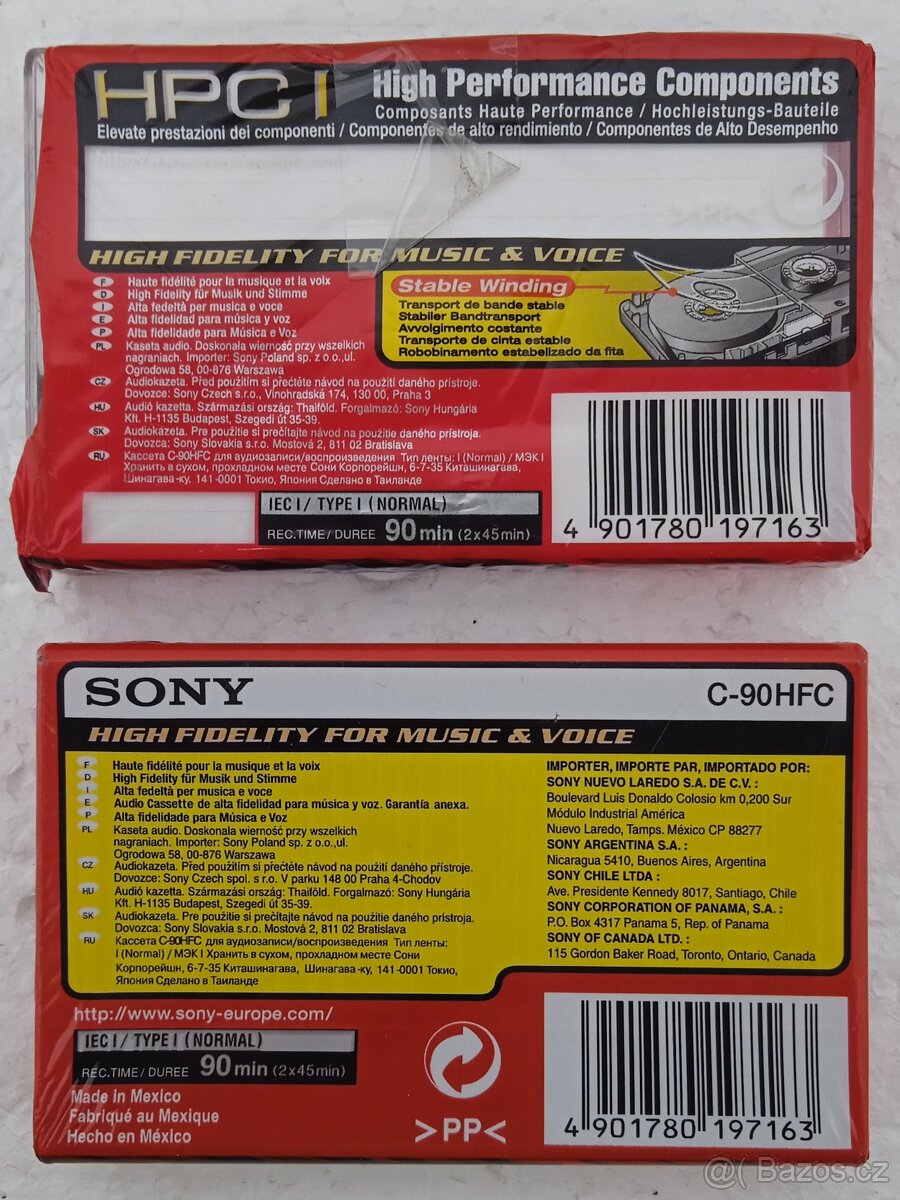 HPC I
High Performance Components
Composants Haute Performance / Hochleistungs-Bauteile
Elevate prestazioni dei componenti / Componentes de alto rendimiento / Componentes de Alto Desempenho
>PP<
HIGH FIDELITY FOR MUSIC & VOICE
F Haute fidélité pour la musique et la voix
D High Fidelity für Musik und Stimme
I Alta fedeltà per musica e voce
E Alta fidelidad para música y voz
P Alta fidelidade para Música e Voz
PL Kaseta audio. Doskonala wierność przy wszelkich
nagraniach. Importer: Sony Poland sp. z o.o.,ul.
Ogrodowa 58, 00-876 Warszawa
CZ Audiokazeta. Před použitím si přečtěte návod na použití daného přístroje.
Dovozce: Sony Czech s.r.o., Vinohradská 174, 130 00, Praha 3
HU Audió kazetta. Származási ország: Thaiföld. Forgalmazó: Sony Hungária
Kft. H-1135 Budapest, Szegedi út 35-39.
SK Audiokazeta. Pre použitie si prečítajte návod na použitie daného prístroja.
Dovozca: Sony Slovakia s.r.o. Mostová 2, 811 02 Bratislava
RU Кассета C-90HFC для аудиозаписи/воспроизведения Тип ленты: I (Normal) / МЭК I
Хранить в сухом, прохладном месте Сони Корпорейшн, 6-7-35 Киташинагава,
Шинагава-ку, 141-0001 Токио, Япония Сделано в Таиланде
Stable Winding
Transport de bande stable
Stabiler Bandtransport
Avvolgimento costante
Transporte de cinta estable
Robobinamento estabelizado da fita
IEC I / TYPE I (NORMAL)
REC.TIME/DUREE 90 min (2x45min)
4 901780 197163
SONY
C-90HFC
HIGH FIDELITY FOR MUSIC & VOICE
F Haute fidélité pour la musique et la voix
D High Fidelity für Musik und Stimme
I Alta fedeltà per musica e voce
E Audio Cassette de alta fidelidad para música y voz. Garantía anexa.
P Alta fidelidade para Música e Voz
PL Kaseta audio. Doskonala wierność przy wszelkich
nagraniach. Importer: Sony Poland sp. z o.o.,ul.
Ogrodowa 58, 00-876 Warszawa
CZ Audiokazeta. Před použitím si přečtěte návod na použití daného přístroje.
Dovozce: Sony Czech spol. s r.o. V parku 148 00 Praha 4-Chodov
HU Audió kazetta. Származási ország: Thaiföld. Forgalmazó: Sony Hungária
Kft. H-1135 Budapest, Szegedi út 35-39.
SK Audiokazeta. Pre použitie si prečítajte návod na použitie daného prístroja.
Dovozca: Sony Slovakia s.r.o. Mostová 2, 811 02 Bratislava
RU Кассета C-90HFC для аудиозаписи/воспроизведения Тип ленты:
I (Normal) / МЭК I Хранить в сухом, прохладном месте Сони
Корпорейшн, 6-7-35 Киташинагава, Шинагава-ку, 141-0001 Токио,
Япония Сделано в Таиланде
IMPORTER, IMPORTE PAR, IMPORTADO POR:
SONY NUEVO LAREDO S.A. DE C.V. :
Boulevard Luis Donaldo Colosio km 0,200 Sur
Módulo Industrial América
Nuevo Laredo, Tamps. México CP 88277
SONY ARGENTINA S.A. :
Nicaragua 5410, Buenos Aires, Argentina
SONY CHILE LTDA :
Ave. Presidente Kennedy 8017, Santiago, Chile
SONY CORPORATION OF PANAMA, S.A. :
P.O. Box 4317 Panama 5, Rep. of Panama
SONY OF CANADA LTD. :
115 Gordon Baker Road, Toronto, Ontario, Canada
http://www.sony-europe.com/
IEC I / TYPE I (NORMAL)
REC.TIME/DUREE 90 min (2x45min)
Made in Mexico
Fabriqué au Mexique
Hecho en México
>PP<
4 901780 197163
@( Bazos.cz